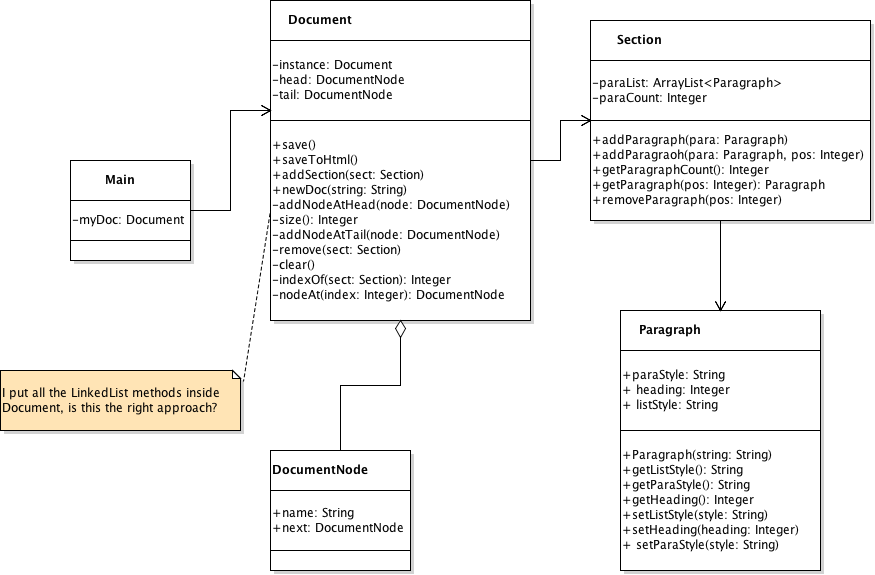 Document
-instance: Document
-head: DocumentNode
-tail: DocumentNode
+save()
+saveToHtml()
+addSection(sect: Section)
+newDoc(string: String)
-addNodeAtHead(node: DocumentNode)
-size(): Integer
-addNodeAtTail(node: DocumentNode)
-remove(sect: Section)
-clear()
-indexOf(sect: Section): Integer
-nodeAt(index: Integer): DocumentNode
Section
-paraList: ArrayList<Paragraph>
-paraCount: Integer
+addParagraph(para: Paragraph)
+addParagraoh(para: Paragraph, pos: Integer)
+getParagraphCount(): Integer
+getParagraph(pos: Integer): Paragraph
+removeParagraph(pos: Integer)
Main
-myDoc: Document
Paragraph
+paraStyle: String
+ heading: Integer
+ listStyle: String
+Paragraph(string: String)
+getListStyle(): String
+getParaStyle(): String
+getHeading(): Integer
+setListStyle(style: String)
+setHeading(heading: Integer)
+ setParaStyle(style: String)
I put all the LinkedList methods inside
Document, is this the right approach?
DocumentNode
+name: String
+next: DocumentNode